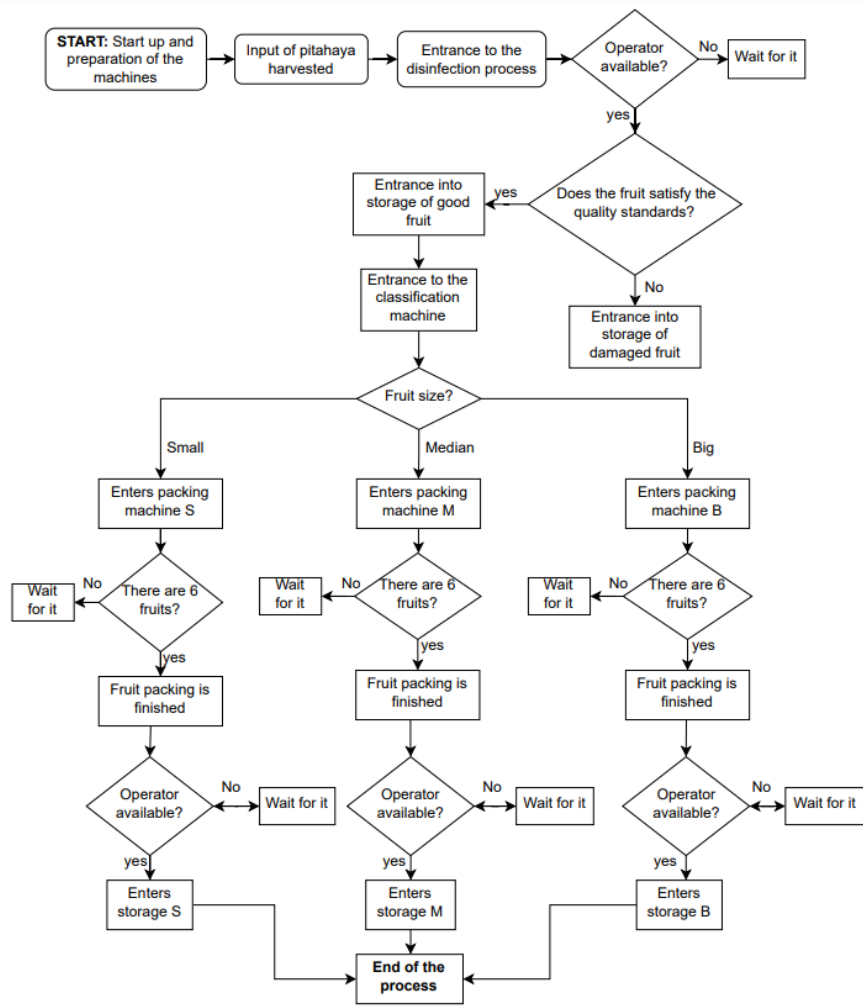 START: Start up and
preparation of the
machines
Input of pitahaya
harvested
Entrance to the
disinfection process
Operator
available?
No
Wait for it
yes
Does the fruit satisfy the
quality standards?
yes
Entrance into
storage of good
fruit
No
Entrance into
storage of
damaged fruit
Entrance to the
classification
machine
Fruit size?
Small
Median
Big
Enters packing
machine S
Enters packing
machine M
Enters packing
machine B
There are 6
fruits?
No
Wait
for it
There are 6
fruits?
No
Wait
for it
There are 6
fruits?
No
Wait
for it
yes
yes
yes
Fruit packing is
finished
Fruit packing is
finished
Fruit packing is
finished
Operator
available?
No
Wait for it
Operator
available?
No
Wait for it
Operator
available?
No
Wait for it
yes
yes
yes
Enters
storage S
Enters
storage M
Enters
storage B
End of the
process